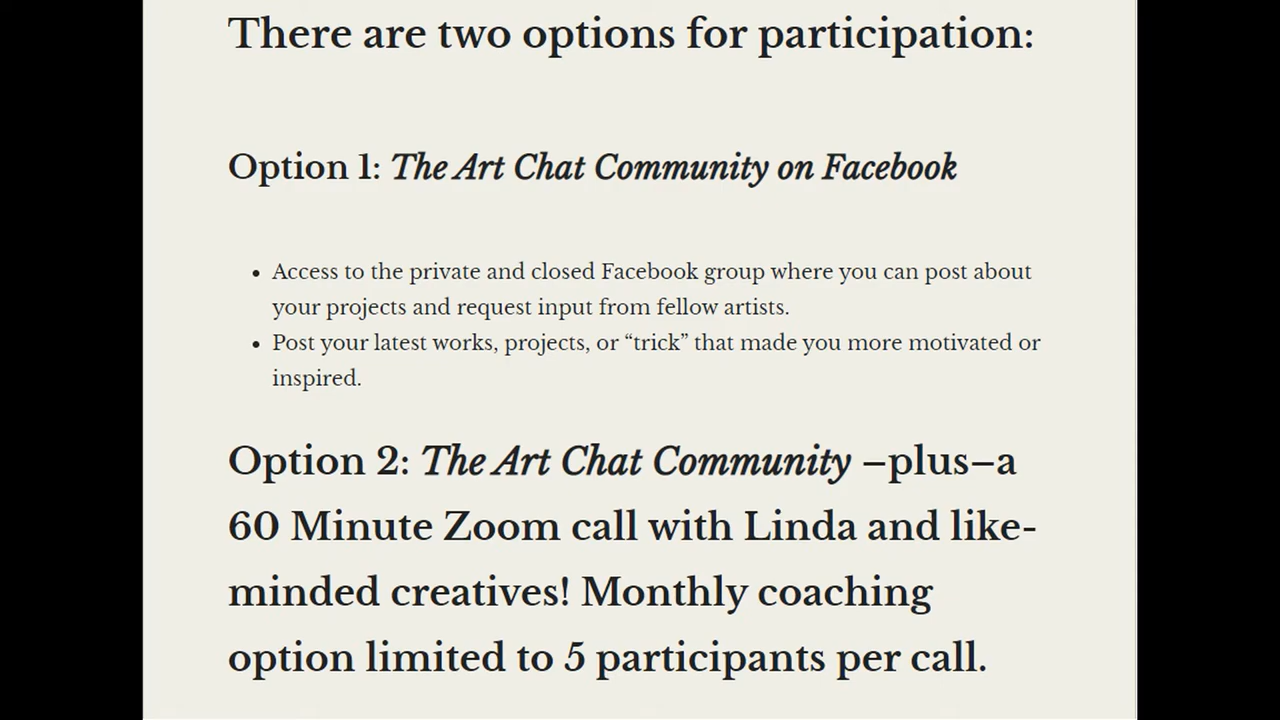 There are two options for participation:
Option 1: The Art Chat Community on Facebook
• Access to the private and closed Facebook group where you can post about
your projects and request input from fellow artists.
• Post your latest works, projects, or “trick” that made you more motivated or
inspired.
Option 2: The Art Chat Community –plus–a
60 Minute Zoom call with Linda and like-
minded creatives! Monthly coaching
option limited to 5 participants per call.